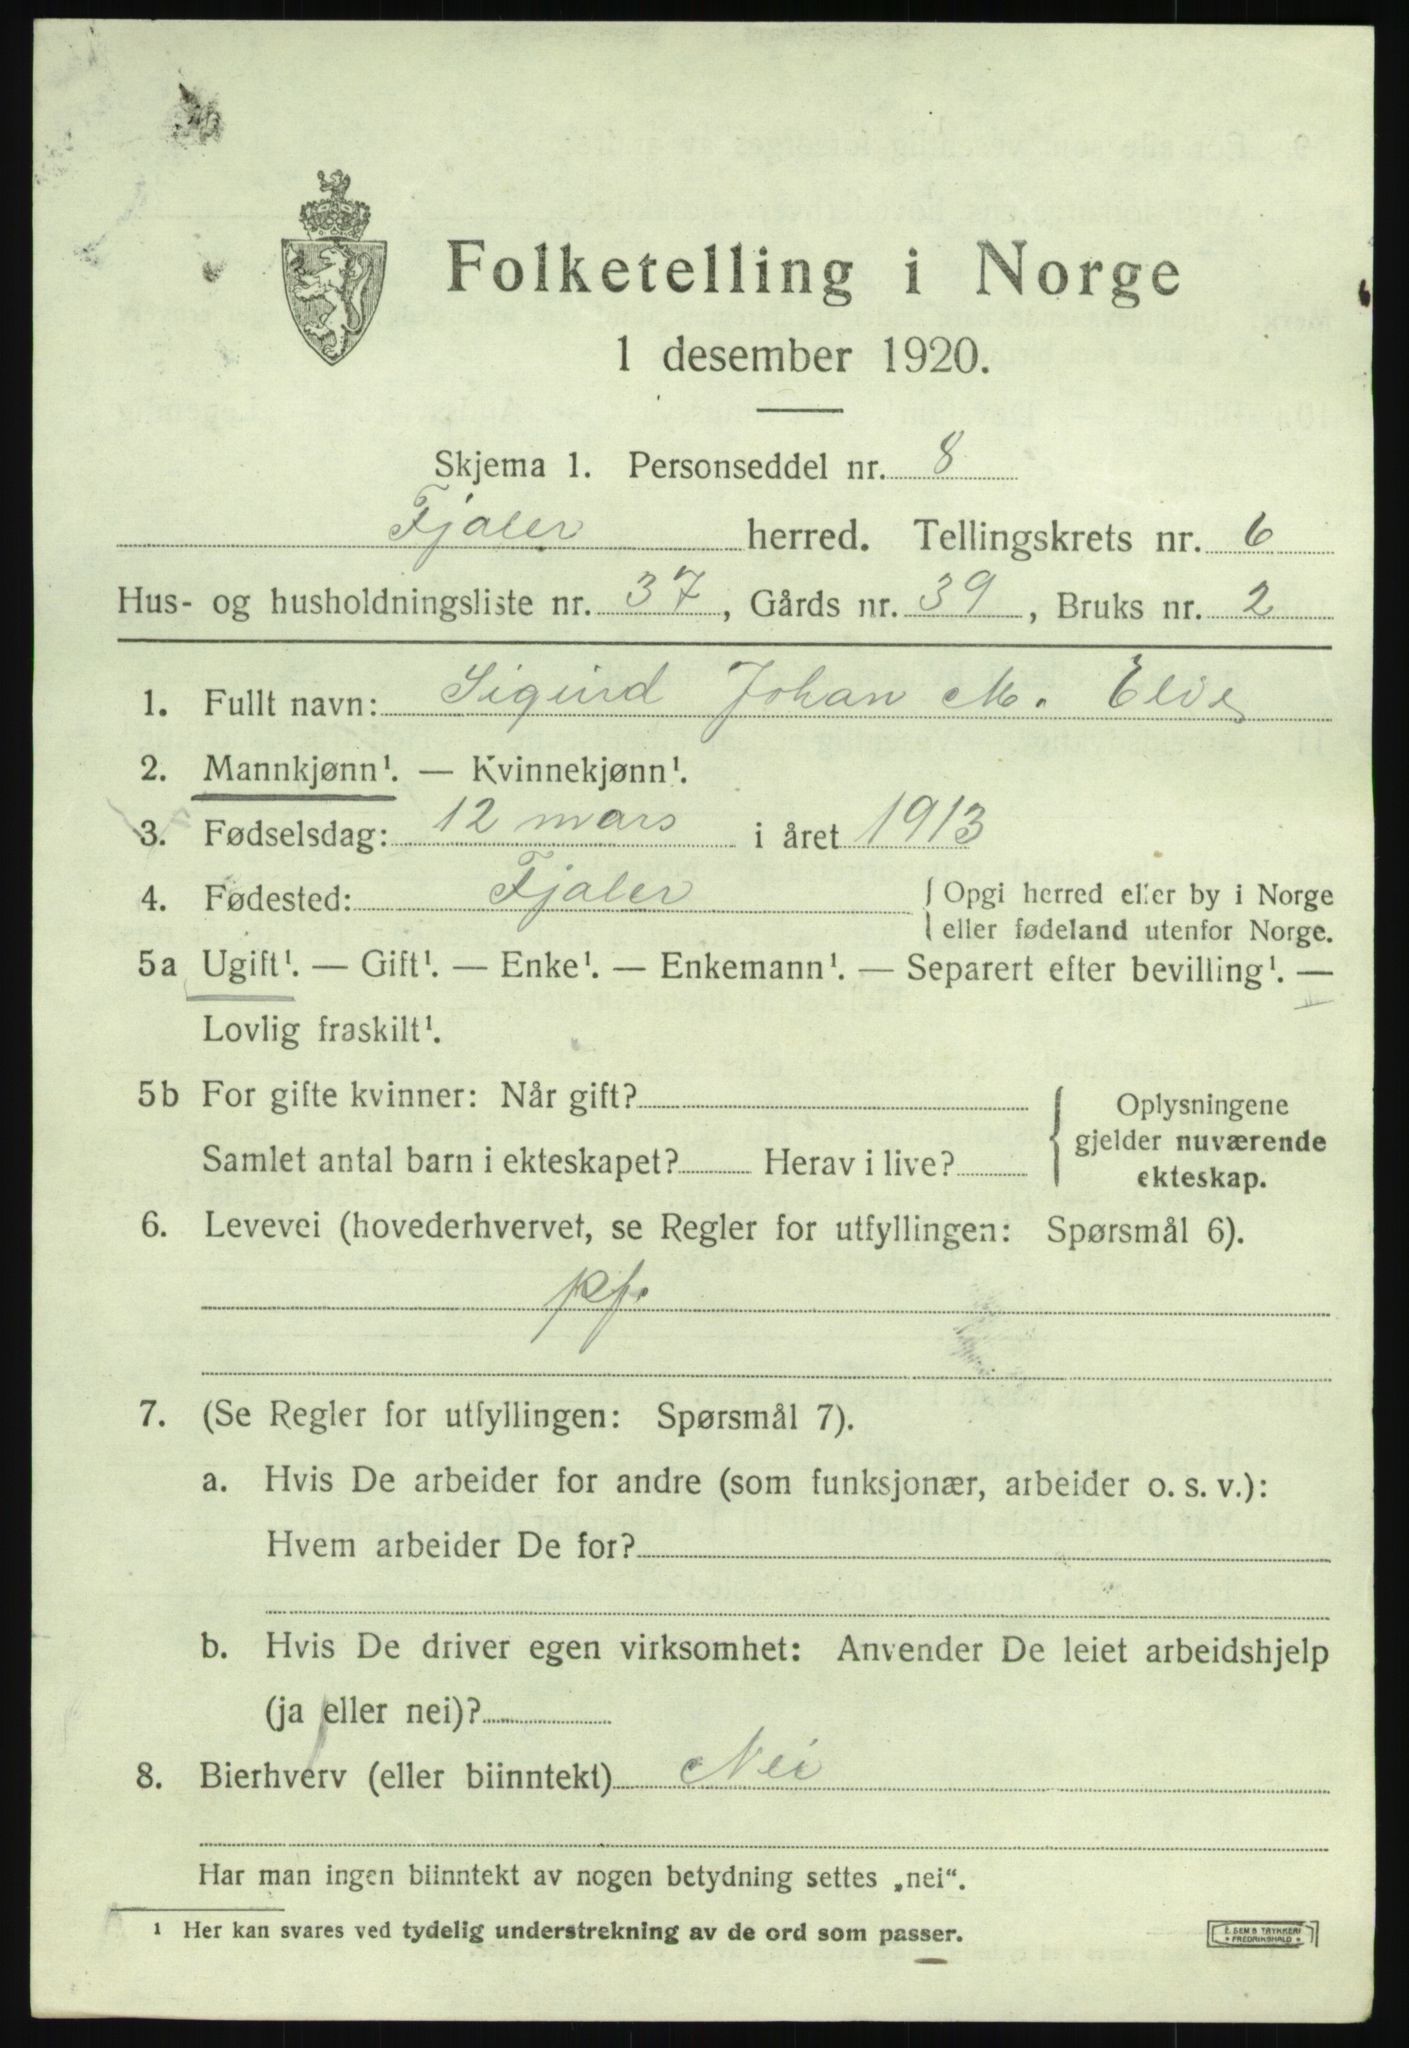 Folketelling i Norge
1 desember 1920.
Skjema 1. Personseddel nr. 8
Fjaler herred. Tellingskrets nr. 6
Hus- og husholdningsliste nr. 37, Gårds nr. 39, Bruks nr. 2
1. Fullt navn: Sigurd Johan M.
2. Mannkjønn¹. — Kvinnekjønn¹.
3. Fødselsdag: 12 mars i året 1913
4. Fødested: Fjaler { Opgi herred eller by i Norge
eller fødeland utenfor Norge.
5a Ugift¹. — Gift¹. — Enke¹. — Enkemann¹. — Separert efter bevilling¹. —
Lovlig fraskilt¹.
5b For gifte kvinner: Når gift?
Samlet antal barn i ekteskapet? Herav i live?
{ Oplysningene
gjelder nuværende
ekteskap.
6. Levevei (hovederhvervet, se Regler for utfyllingen: Spørsmål 6).
pf.
7. (Se Regler for utfyllingen: Spørsmål 7).
a. Hvis De arbeider for andre (som funksjonær, arbeider o. s. v.):
Hvem arbeider De for?
b. Hvis De driver egen virksomhet: Anvender De leiet arbeidshjelp
(ja eller nei)?
8. Bierhverv (eller biinntekt) Nei
Har man ingen biinntekt av nogen betydning settes „nei“.
¹ Her kan svares ved tydelig understrekning av de ord som passer.
E. SEM'S TRYKKERI
FREDRIKSHALD